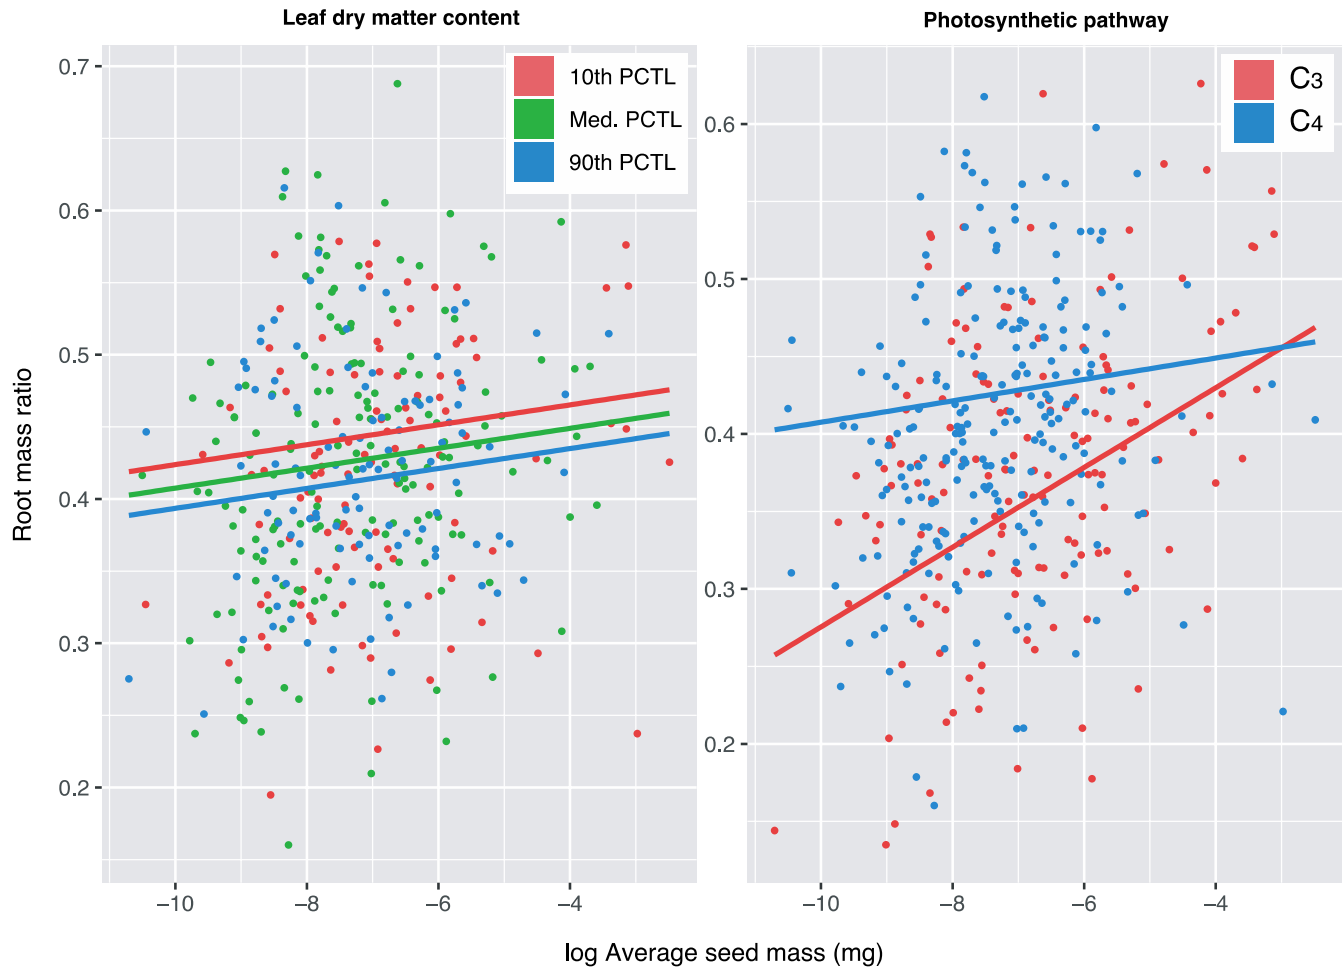 Leaf dry matter content
Photosynthetic pathway
10th PCTL
Med. PCTL
90th PCTL
C3
C4
Root mass ratio
0.7
0.6
0.5
0.4
0.3
0.2
0.6
0.5
0.4
0.3
0.2
−10
−8
−6
−4
−10
−8
−6
−4
log Average seed mass (mg)